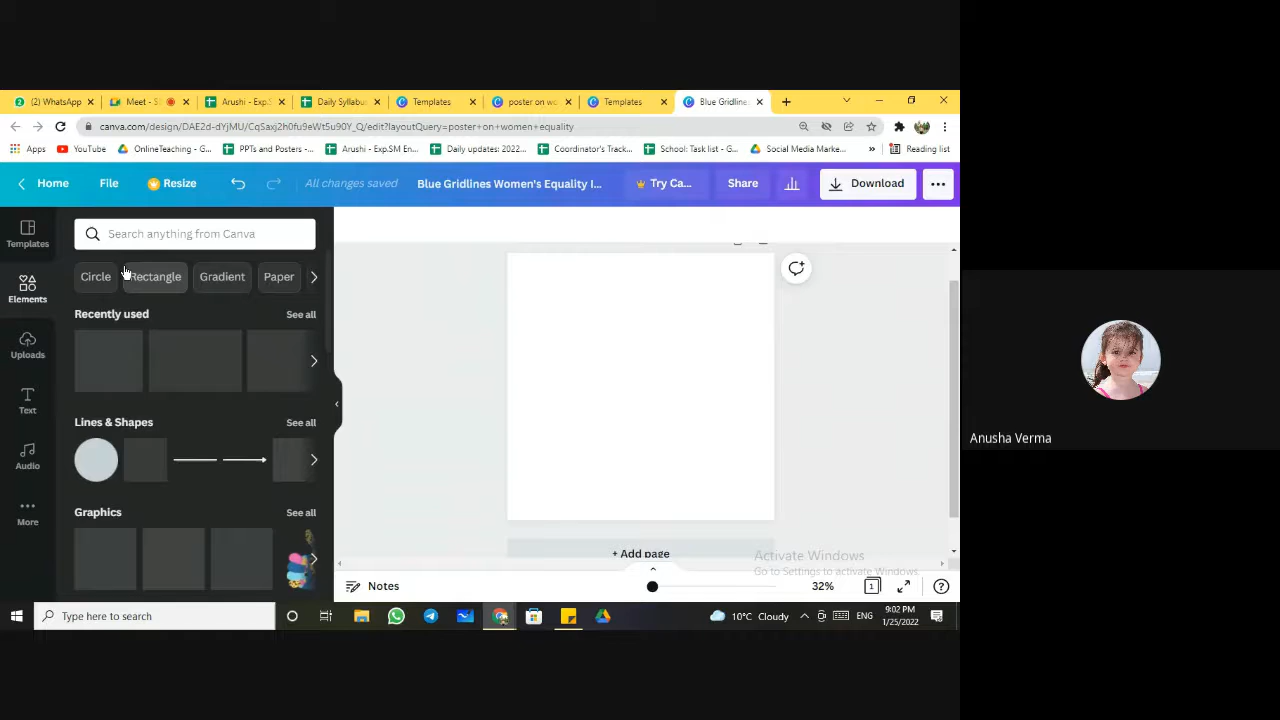 (2) WhatsApp
Meet - S
Arushi - Exp.S
Daily Syllabu
Templates
poster on wo
Templates
Blue Gridline
canva.com/design/DAE2d-dYjMU/CqSaxj2h0fu9eWt5u90Y_Q/edit?layoutQuery=poster+on+women+equality
Apps
YouTube
OnlineTeaching - G...
PPTs and Posters -...
Arushi - Exp.SM En...
Daily updates: 2022...
Coordinator's Track...
School: Task list - G...
Social Media Marke...
»
Reading list
Home
File
Resize
All changes saved
Blue Gridlines Women's Equality I...
Try Ca...
Share
Download
Templates
Elements
Uploads
Text
Audio
More
Search anything from Canva
Circle
Rectangle
Gradient
Paper
Recently used
See all
Lines & Shapes
See all
Graphics
See all
+ Add page
Activate Windows
Go to Settings to activate Windows.
Notes
32%
1
Anusha Verma
Type here to search
10°C Cloudy
ENG
9:02 PM
1/25/2022